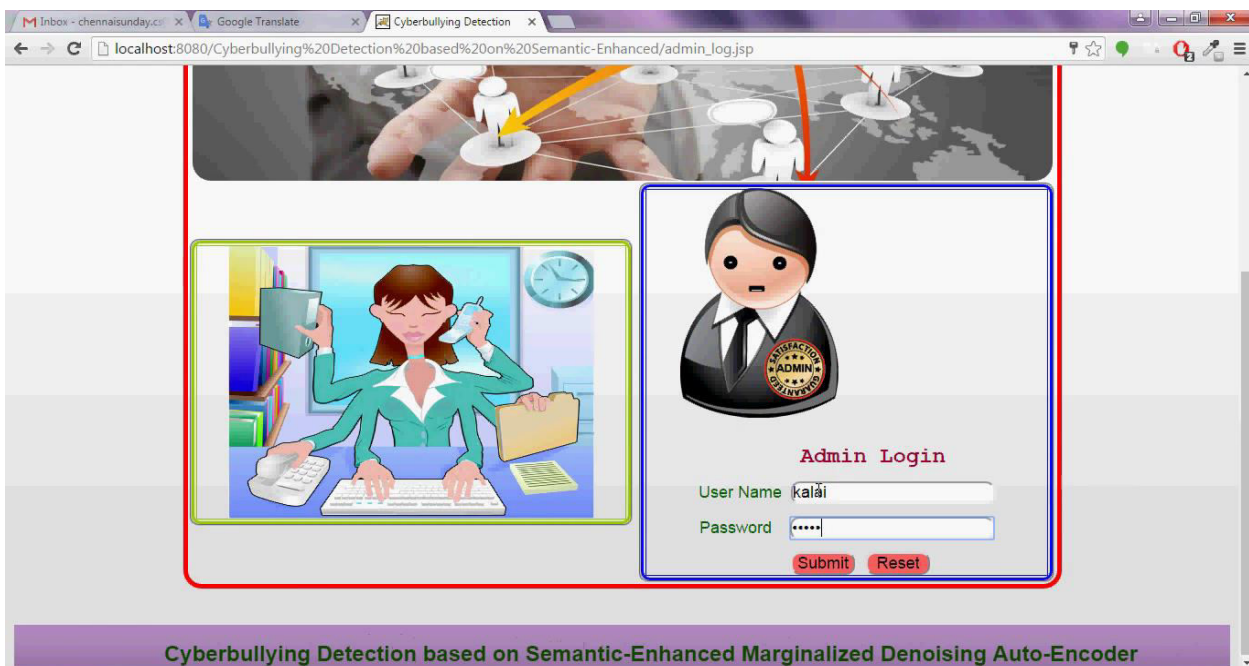 Inbox - chennaisunday.cs
Google Translate
Cyberbullying Detection
localhost:8080/Cyberbullying%20Detection%20based%20on%20Semantic-Enhanced/admin_log.jsp
SATISFACTION
ADMIN
GUARANTEED
Admin Login
User Name kalai
Password •••••
Submit Reset
Cyberbullying Detection based on Semantic-Enhanced Marginalized Denoising Auto-Encoder